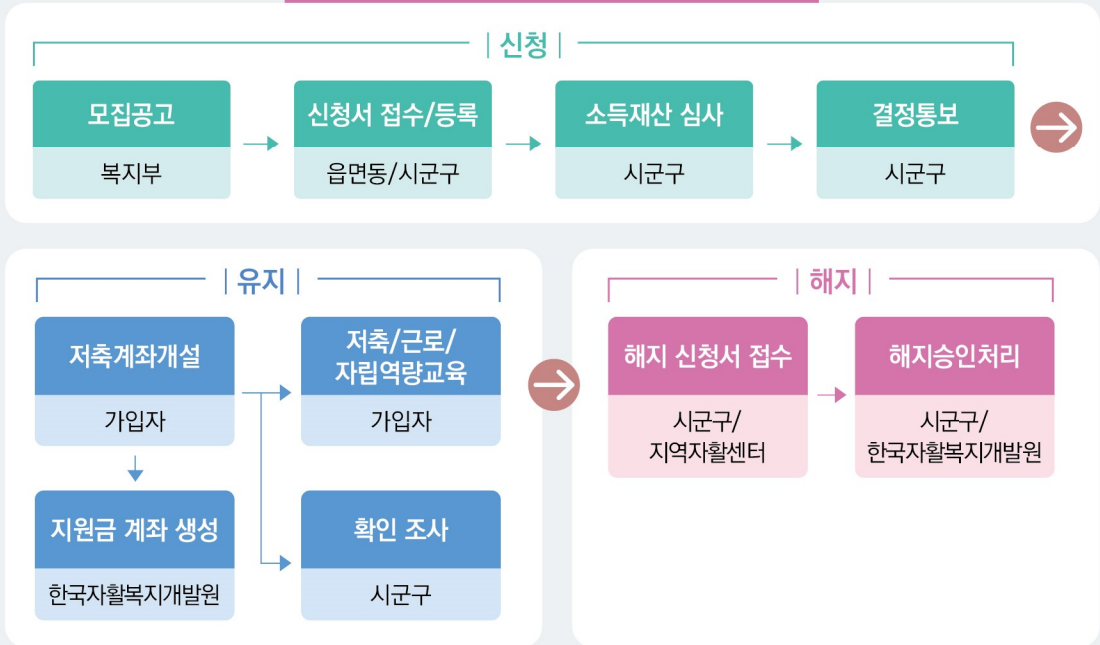 | 신청 |
모집공고
복지부
신청서 접수/등록
읍면동/시군구
소득재산 심사
시군구
결정통보
시군구
| 유지 |
저축계좌개설
가입자
저축/근로/
자립역량교육
가입자
지원금 계좌 생성
한국자활복지개발원
확인 조사
시군구
| 해지 |
해지 신청서 접수
시군구/
지역자활센터
해지승인처리
시군구/
한국자활복지개발원